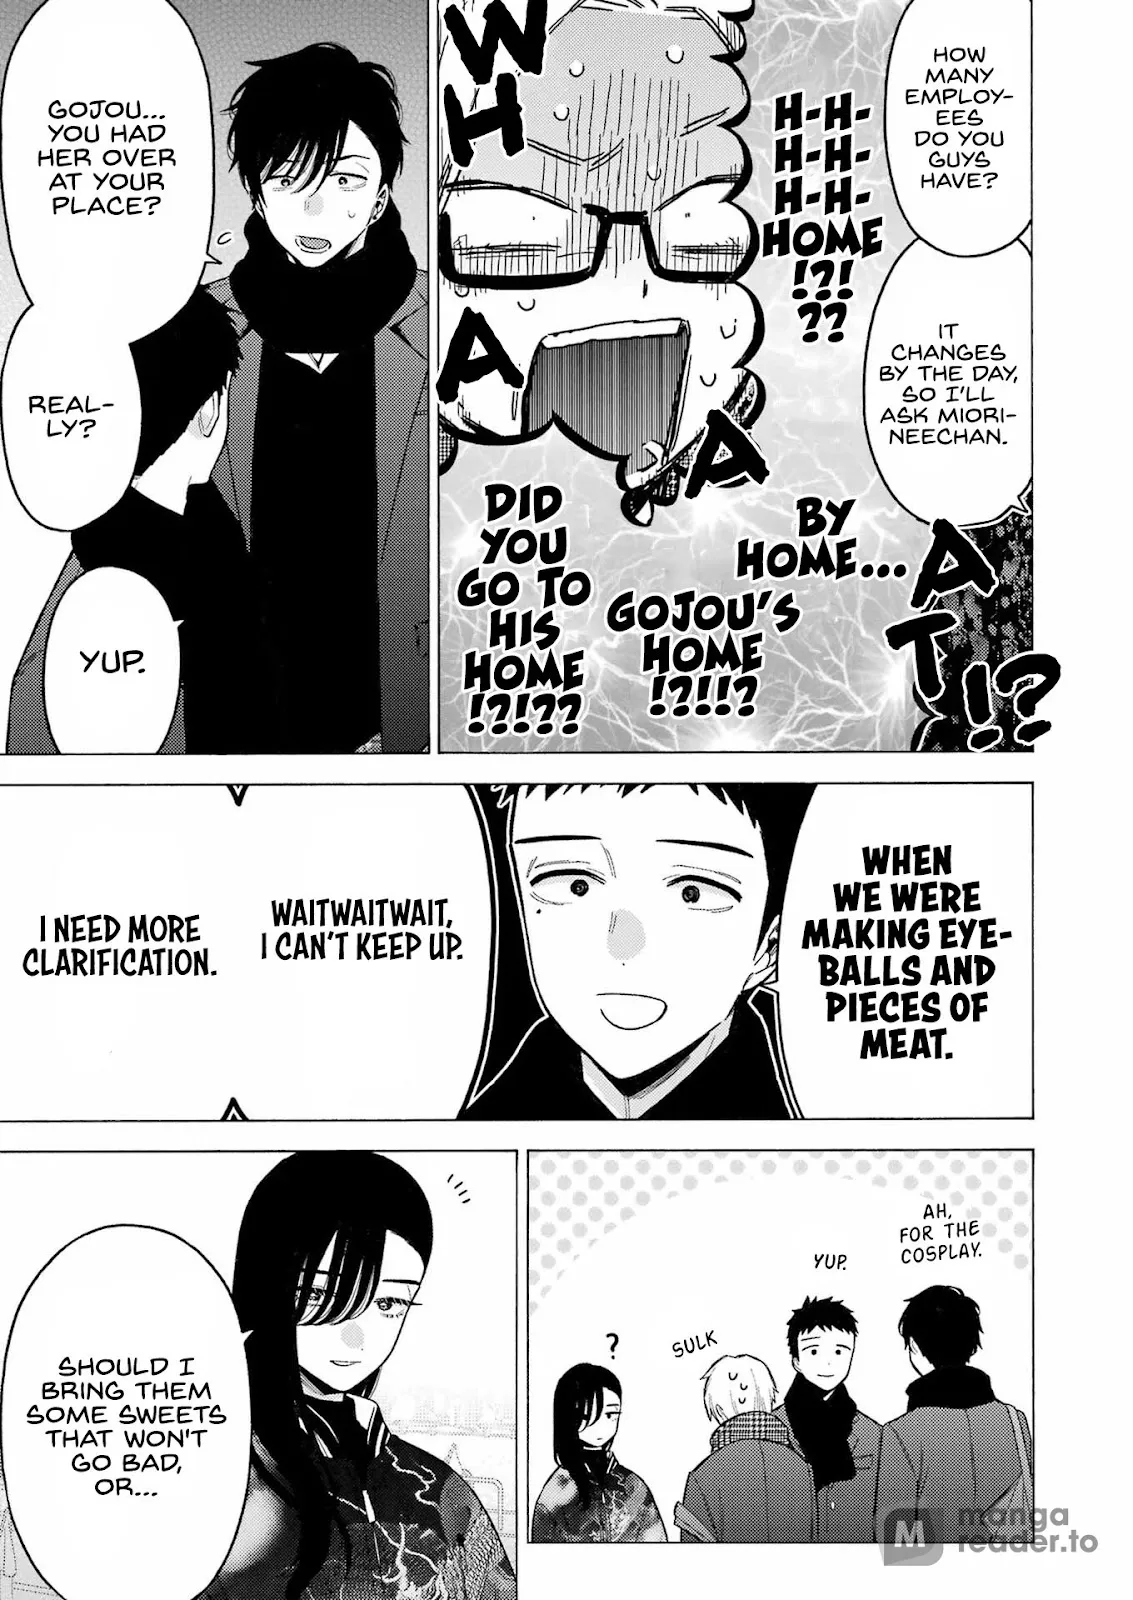 HOW
MANY
EMPLOY-
EES
DO YOU
GUYS
HAVE?
IT
CHANGES
BY THE DAY,
SO I'LL
ASK MIORI-
NEECHAN.
H-H-
H-H-
H-H-
HOME
!?!
??
WHAAAT!?
BY
HOME...
GOJOU'S
HOME
!?!!?
DID
YOU
GO TO
HIS
HOME
!?!??
GOJOU...
YOU HAD
HER OVER
AT YOUR
PLACE?
REAL-
LY?
YUP.
WHEN
WE WERE
MAKING EYE-
BALLS AND
PIECES OF
MEAT.
WAITWAITWAIT,
I CAN'T KEEP UP.
I NEED MORE
CLARIFICATION.
AH,
FOR THE
COSPLAY.
YUP.
SULK
?
SHOULD I
BRING THEM
SOME SWEETS
THAT WON'T
GO BAD,
OR...
M manga
reader.to